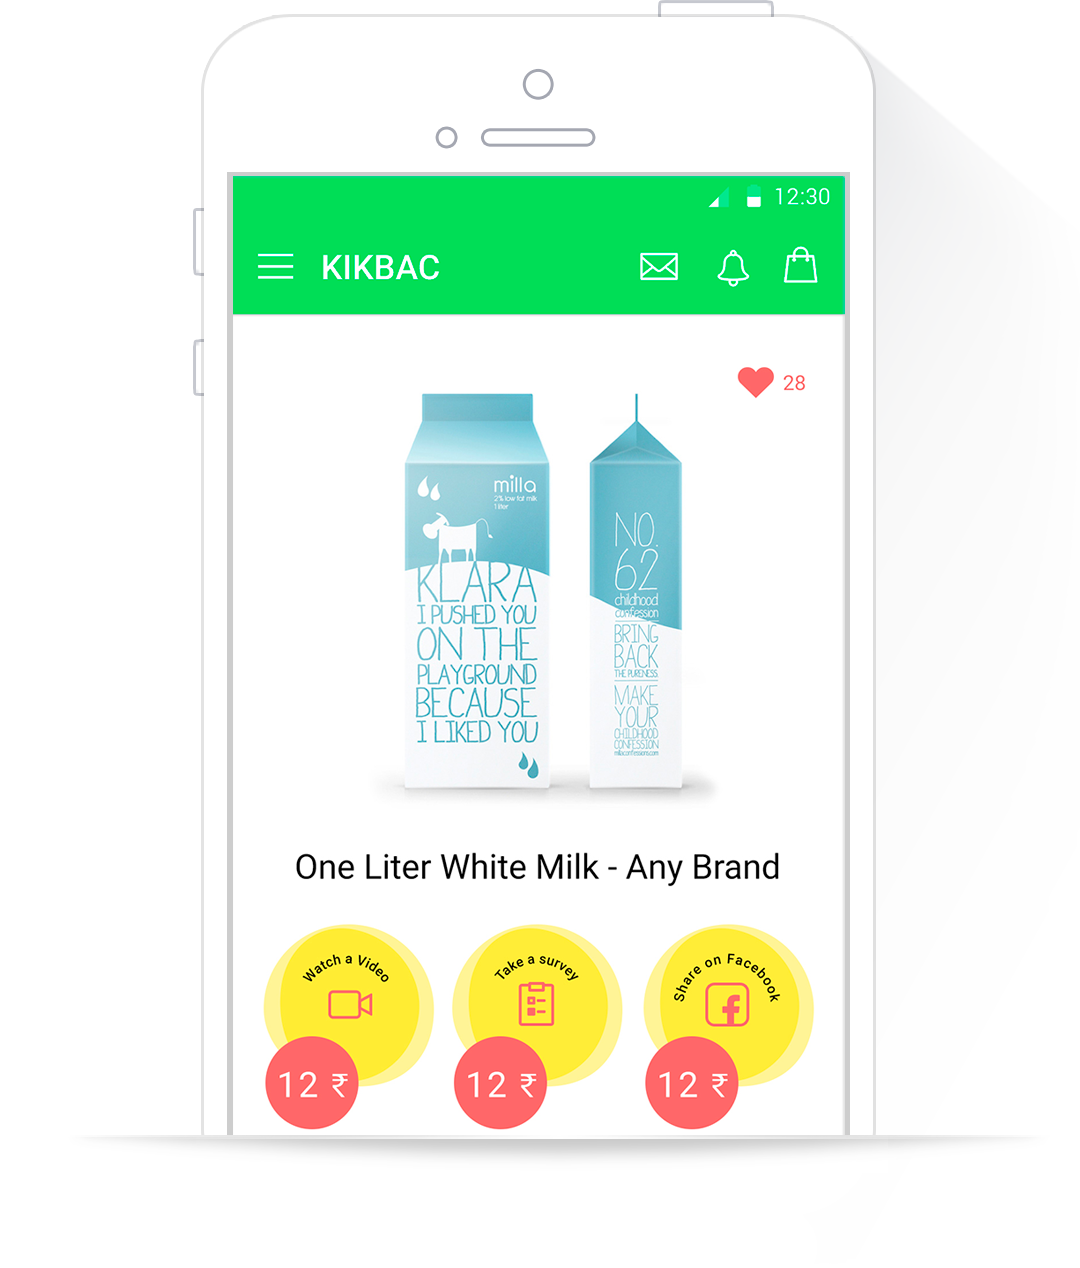 12:30
KIKBAC
28
milla
2% low fat milk
1 liter
KLARA
I PUSHED YOU
ON THE
PLAYGROUND
BECAUSE
I LIKED YOU
NO.
62
childhood
confession
BRING
BACK
THE PURENESS
MAKE
YOUR
CHILDHOOD
CONFESSION
millaconfessions.com
One Liter White Milk - Any Brand
Watch a Video
Take a survey
Share on Facebook
12 ₹
12 ₹
12 ₹